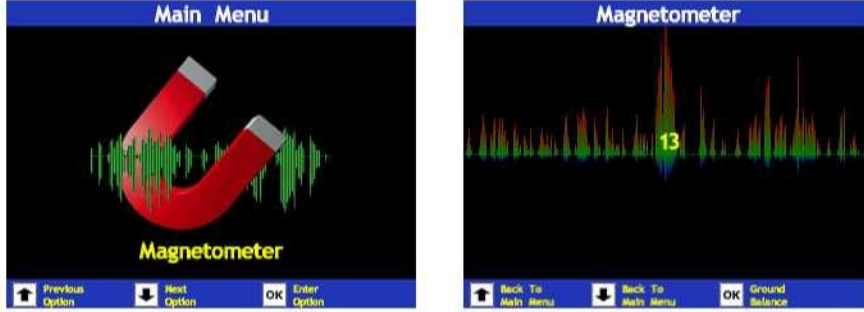 Main Menu
Magnetometer
Previous
Option
Next
Option
OK
Enter
Option
Magnetometer
13
Back To
Main Menu
Back To
Main Menu
OK
Ground
Balance